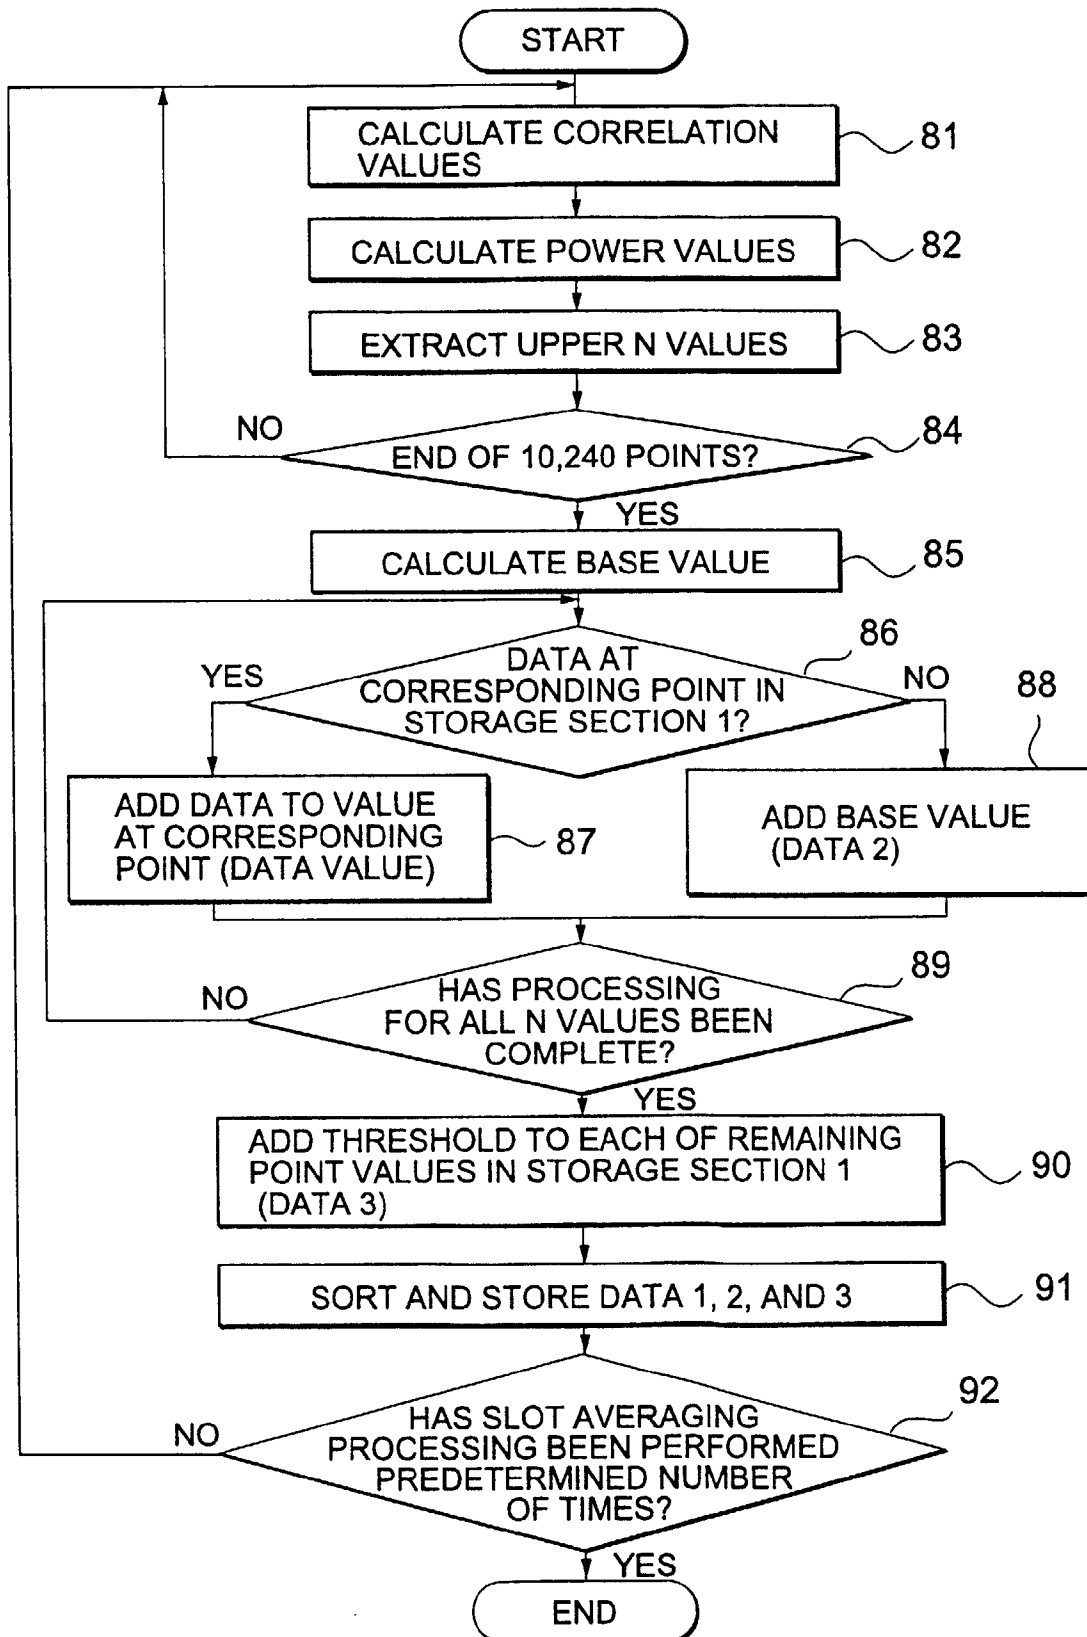 START
CALCULATE CORRELATION
VALUES
81
CALCULATE POWER VALUES
82
EXTRACT UPPER N VALUES
83
NO
END OF 10,240 POINTS?
84
YES
CALCULATE BASE VALUE
85
DATA AT
CORRESPONDING POINT IN
STORAGE SECTION 1?
86
YES
NO
88
ADD DATA TO VALUE
AT CORRESPONDING
POINT (DATA VALUE)
87
ADD BASE VALUE
(DATA 2)
89
NO
HAS PROCESSING
FOR ALL N VALUES BEEN
COMPLETE?
YES
ADD THRESHOLD TO EACH OF REMAINING
POINT VALUES IN STORAGE SECTION 1
(DATA 3)
90
SORT AND STORE DATA 1, 2, AND 3
91
92
NO
HAS SLOT AVERAGING
PROCESSING BEEN PERFORMED
PREDETERMINED NUMBER
OF TIMES?
YES
END